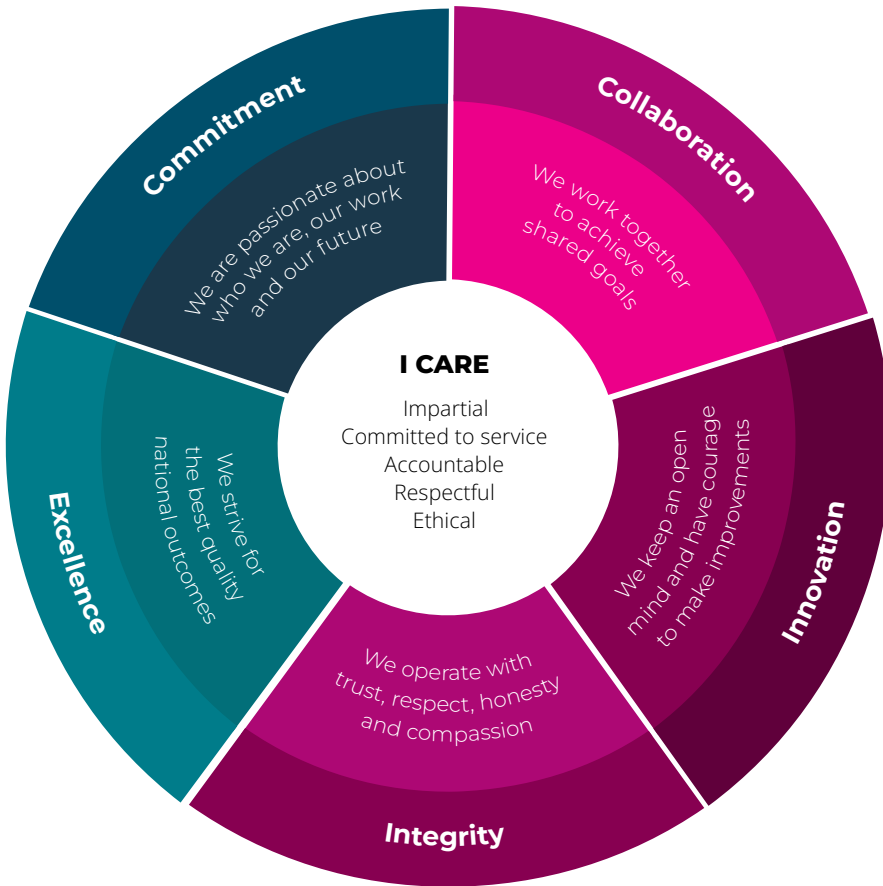 Commitment
We are passionate about
who we are, our work
and our future
Collaboration
We work together
to achieve
shared goals
Innovation
We keep an open
mind and have courage
to make improvements
Integrity
We operate with
trust, respect, honesty
and compassion
Excellence
We strive for
the best quality
national outcomes
I CARE
Impartial
Committed to service
Accountable
Respectful
Ethical